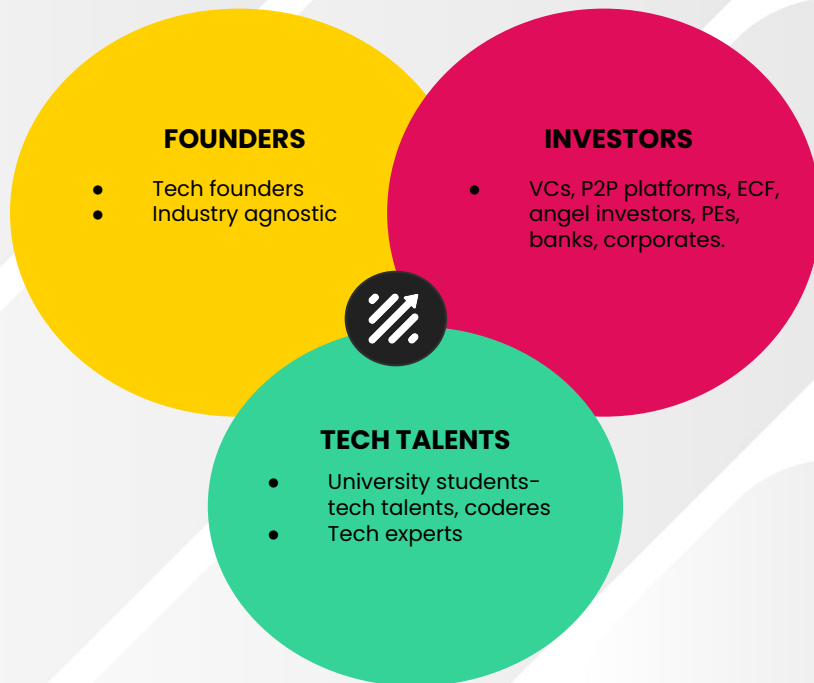 FOUNDERS
● Tech founders
● Industry agnostic
INVESTORS
● VCs, P2P platforms, ECF,
angel investors, PEs,
banks, corporates.
TECH TALENTS
● University students-
tech talents, coderes
● Tech experts